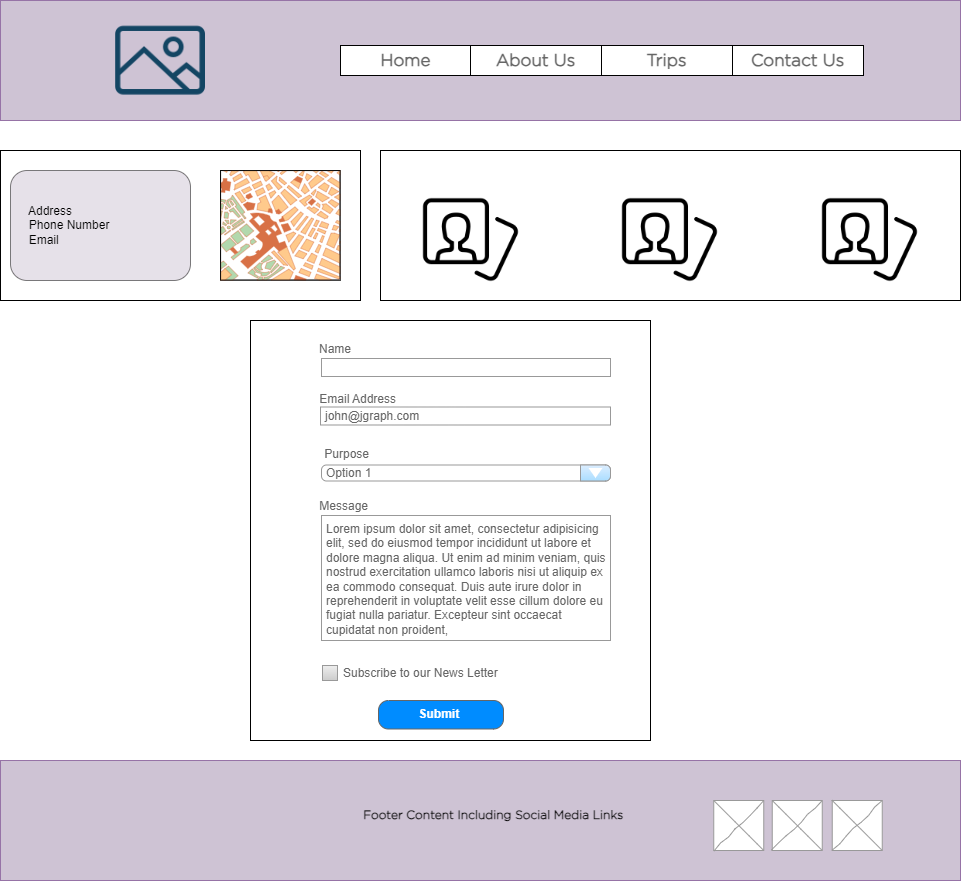 Home
About Us
Trips
Contact Us
Address
Phone Number
Email
Name
Email Address
john@jgraph.com
Purpose
Option 1
Message
Lorem ipsum dolor sit amet, consectetur adipisicing
elit, sed do eiusmod tempor incididunt ut labore et
dolore magna aliqua. Ut enim ad minim veniam, quis
nostrud exercitation ullamco laboris nisi ut aliquip ex
ea commodo consequat. Duis aute irure dolor in
reprehenderit in voluptate velit esse cillum dolore eu
fugiat nulla pariatur. Excepteur sint occaecat
cupidatat non proident,
Subscribe to our News Letter
Submit
Footer Content Including Social Media Links